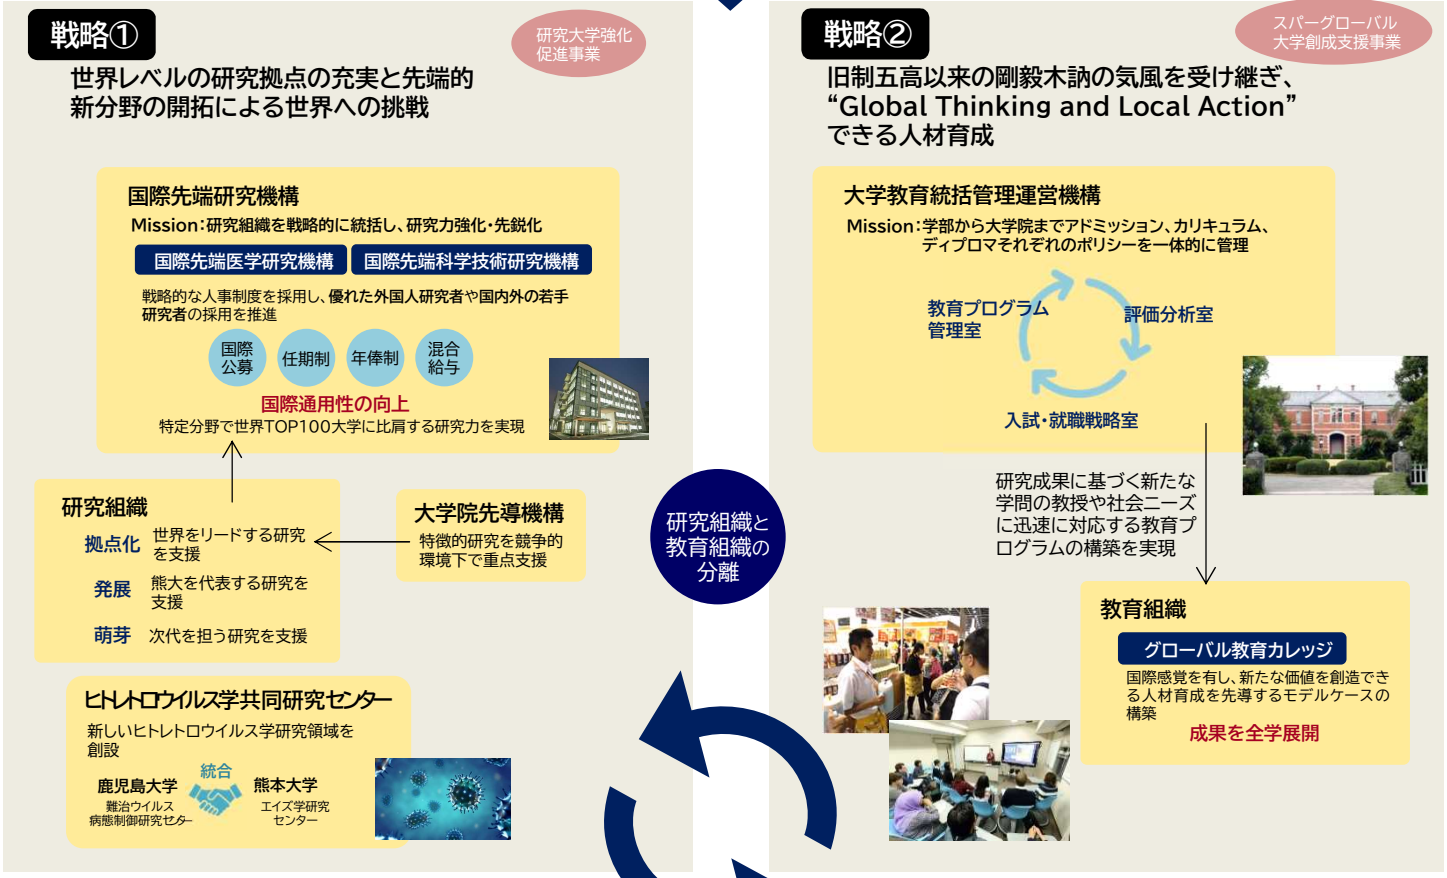 戦略①
研究大学強化
促進事業
世界レベルの研究拠点の充実と先端的
新分野の開拓による世界への挑戦
国際先端研究機構
Mission：研究組織を戦略的に統括し、研究力強化・先鋭化
国際先端医学研究機構
国際先端科学技術研究機構
戦略的な人事制度を採用し、優れた外国人研究者や国内外の若手
研究者の採用を推進
国際
公募
任期制
年俸制
混合
給与
国際通用性の向上
特定分野で世界TOP100大学に比肩する研究力を実現
研究組織
拠点化
世界をリードする研究
を支援
発展
熊大を代表する研究を
支援
萌芽
次代を担う研究を支援
大学院先導機構
特徴的研究を競争的
環境下で重点支援
ヒトレトロウイルス学共同研究センター
新しいヒトレトロウイルス学研究領域を
創設
鹿児島大学
難治ウイルス
病態制御研究センター
統合
熊本大学
エイズ学研究
センター
研究組織と
教育組織の
分離
戦略②
スパーグローバル
大学創成支援事業
旧制五高以来の剛毅木訥の気風を受け継ぎ、
“Global Thinking and Local Action”
できる人材育成
大学教育統括管理運営機構
Mission：学部から大学院までアドミッション、カリキュラム、
ディプロマそれぞれのポリシーを一体的に管理
教育プログラム
管理室
評価分析室
入試・就職戦略室
研究成果に基づく新たな
学問の教授や社会ニーズ
に迅速に対応する教育プ
ログラムの構築を実現
教育組織
グローバル教育カレッジ
国際感覚を有し、新たな価値を創造でき
る人材育成を先導するモデルケースの
構築
成果を全学展開